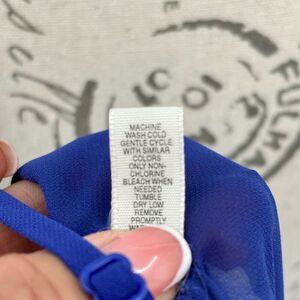 MACHINE
WASH COLD
GENTLE CYCLE
WITH SIMILAR
COLORS
ONLY NON-
CHLORINE
BLEACH WHEN
NEEDED
TUMBLE
DRY LOW
REMOVE
PROMPTLY